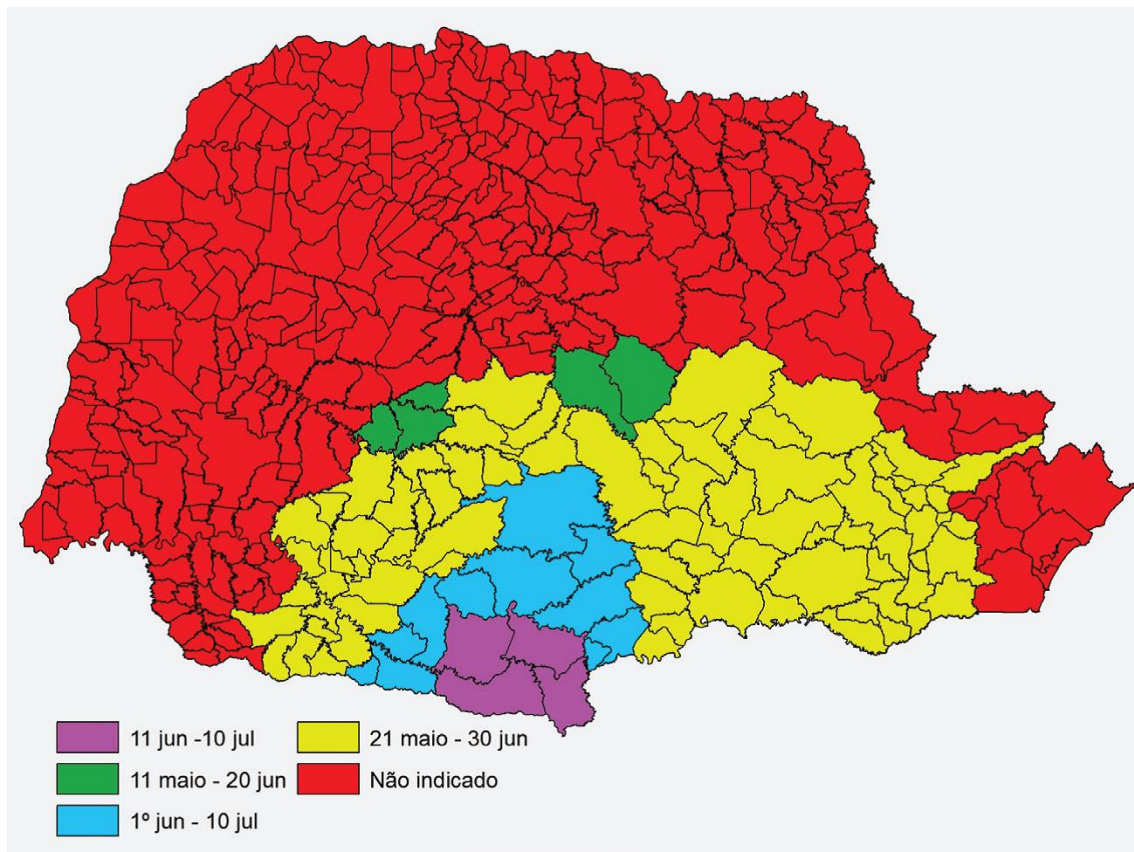 11 jun -10 jul
21 maio - 30 jun
11 maio - 20 jun
Não indicado
1º jun - 10 jul